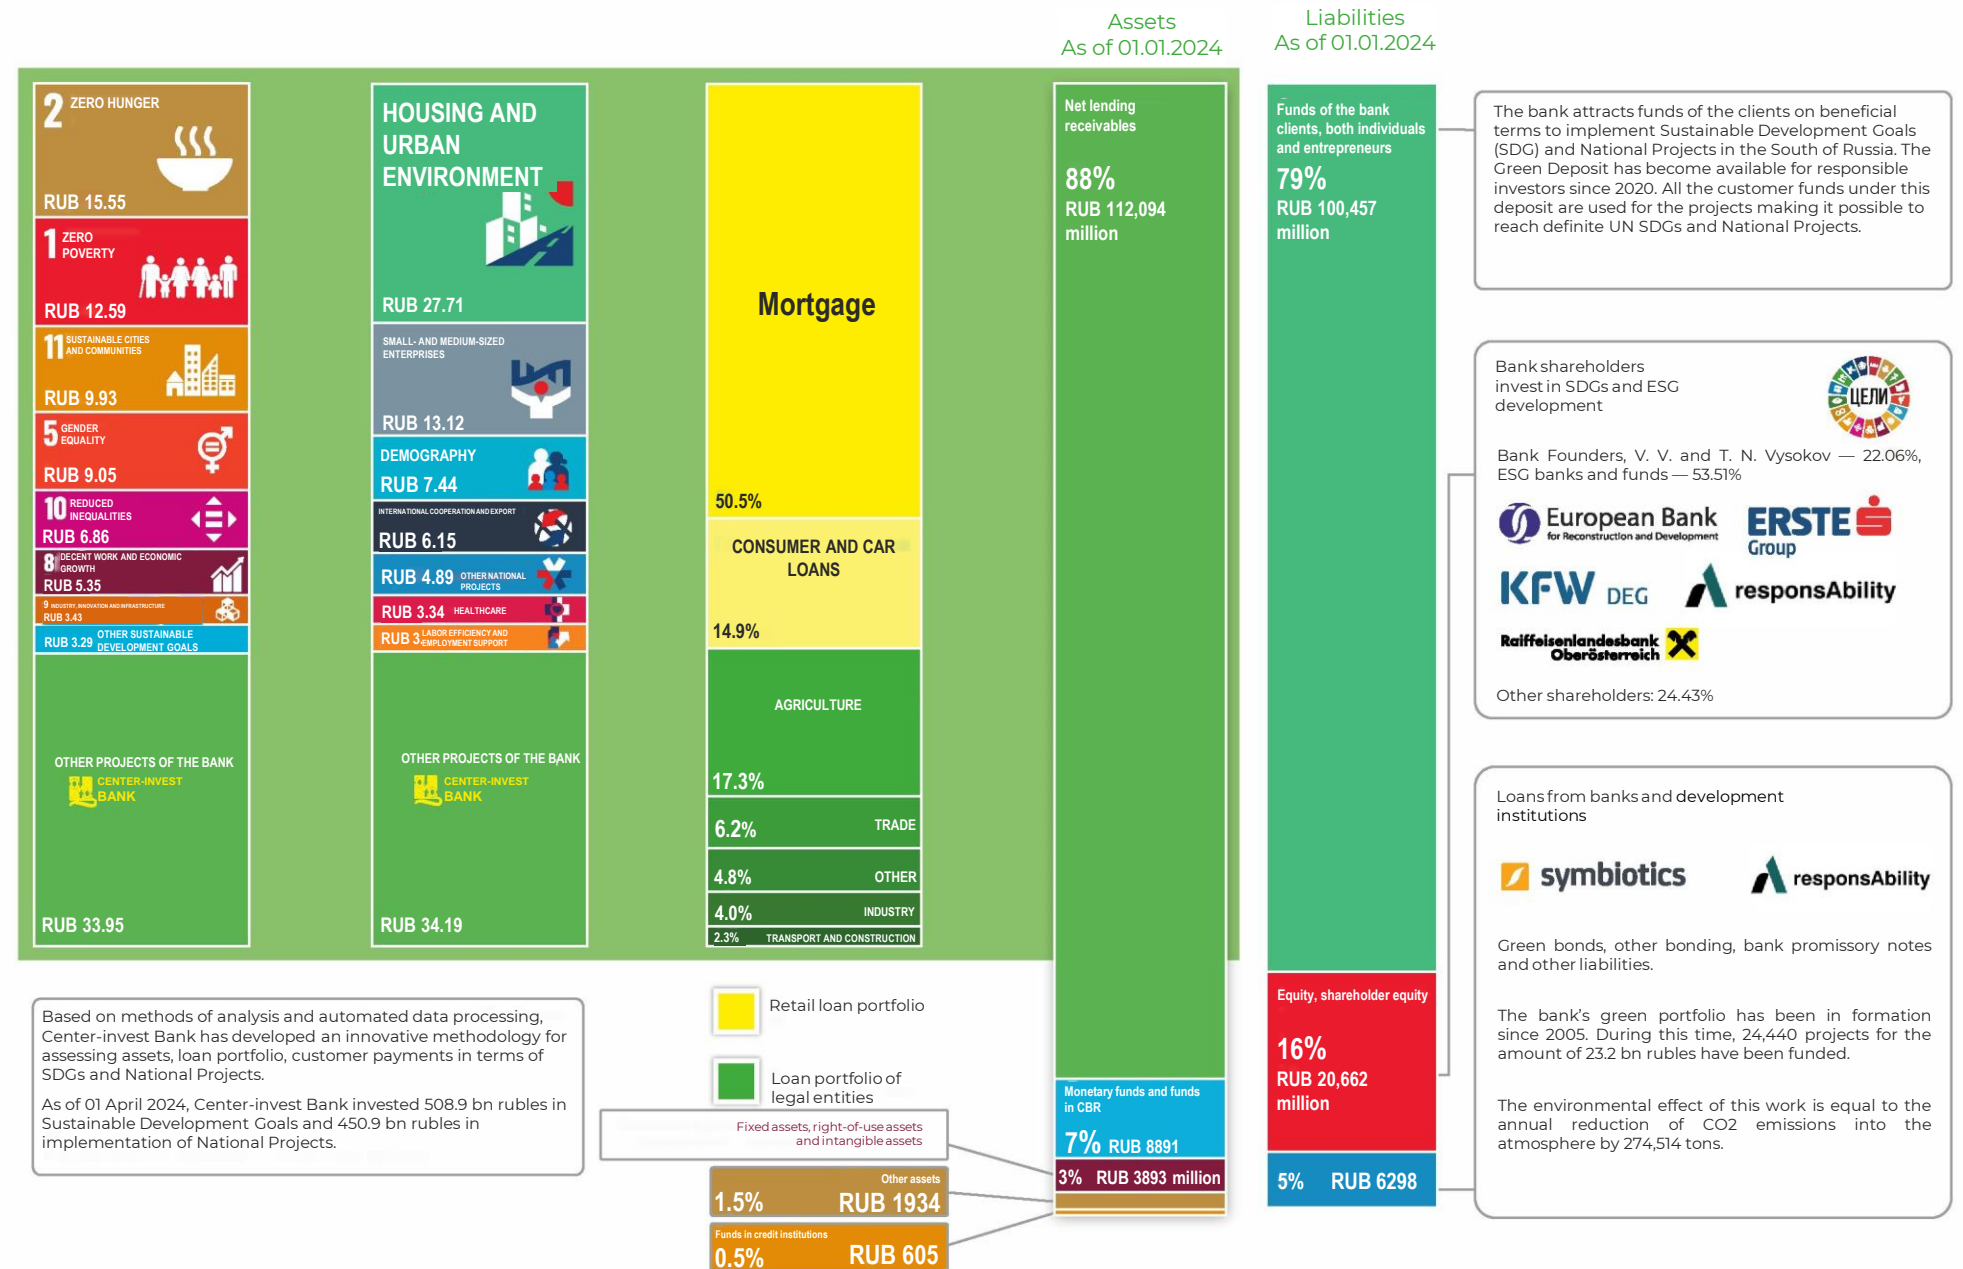 Assets
As of 01.01.2024
Liabilities
As of 01.01.2024
2 ZERO HUNGER
RUB 15.55
1 ZERO
POVERTY
RUB 12.59
11 SUSTAINABLE CITIES
AND COMMUNITIES
RUB 9.93
5 GENDER
EQUALITY
RUB 9.05
10 REDUCED
INEQUALITIES
RUB 6.86
8 DECENT WORK AND ECONOMIC
GROWTH
RUB 5.35
9 INDUSTRY, INNOVATION AND INFRASTRUCTURE
RUB 3.43
RUB 3.29 OTHER SUSTAINABLE
DEVELOPMENT GOALS
OTHER PROJECTS OF THE BANK
CENTER-INVEST
BANK
RUB 33.95
HOUSING AND
URBAN
ENVIRONMENT
RUB 27.71
SMALL- AND MEDIUM-SIZED
ENTERPRISES
RUB 13.12
DEMOGRAPHY
RUB 7.44
INTERNATIONAL COOPERATION AND EXPORT
RUB 6.15
RUB 4.89 OTHER NATIONAL
PROJECTS
RUB 3.34 HEALTHCARE
RUB 3 LABOR EFFICIENCY AND
EMPLOYMENT SUPPORT
OTHER PROJECTS OF THE BANK
CENTER-INVEST
BANK
RUB 34.19
Mortgage
50.5%
CONSUMER AND CAR
LOANS
14.9%
AGRICULTURE
17.3%
6.2% TRADE
4.8% OTHER
4.0% INDUSTRY
2.3% TRANSPORT AND CONSTRUCTION
Net lending
receivables
88%
RUB 112,094
million
Monetary funds and funds
in CBR
7% RUB 8891
3% RUB 3893 million
Funds of the bank
clients, both individuals
and entrepreneurs
79%
RUB 100,457
million
Equity, shareholder equity
16%
RUB 20,662
million
5% RUB 6298
The bank attracts funds of the clients on beneficial
terms to implement Sustainable Development Goals
(SDG) and National Projects in the South of Russia. The
Green Deposit has become available for responsible
investors since 2020. All the customer funds under this
deposit are used for the projects making it possible to
reach definite UN SDGs and National Projects.
Bank shareholders
invest in SDGs and ESG
development
ЦЕЛИ
Bank Founders, V. V. and T. N. Vysokov — 22.06%,
ESG banks and funds — 53.51%
European Bank
for Reconstruction and Development
ERSTE
Group
KFW DEG
responsAbility
Raiffeisenlandesbank
Oberösterreich
Other shareholders: 24.43%
Loans from banks and development
institutions
symbiotics
responsAbility
Green bonds, other bonding, bank promissory notes
and other liabilities.
The bank's green portfolio has been in formation
since 2005. During this time, 24,440 projects for the
amount of 23.2 bn rubles have been funded.
The environmental effect of this work is equal to the
annual reduction of CO2 emissions into the
atmosphere by 274,514 tons.
Based on methods of analysis and automated data processing,
Center-invest Bank has developed an innovative methodology for
assessing assets, loan portfolio, customer payments in terms of
SDGs and National Projects.
As of 01 April 2024, Center-invest Bank invested 508.9 bn rubles in
Sustainable Development Goals and 450.9 bn rubles in
implementation of National Projects.
Retail loan portfolio
Loan portfolio of
legal entities
Fixed assets, right-of-use assets
and intangible assets
Other assets
1.5% RUB 1934
Funds in credit institutions
0.5% RUB 605